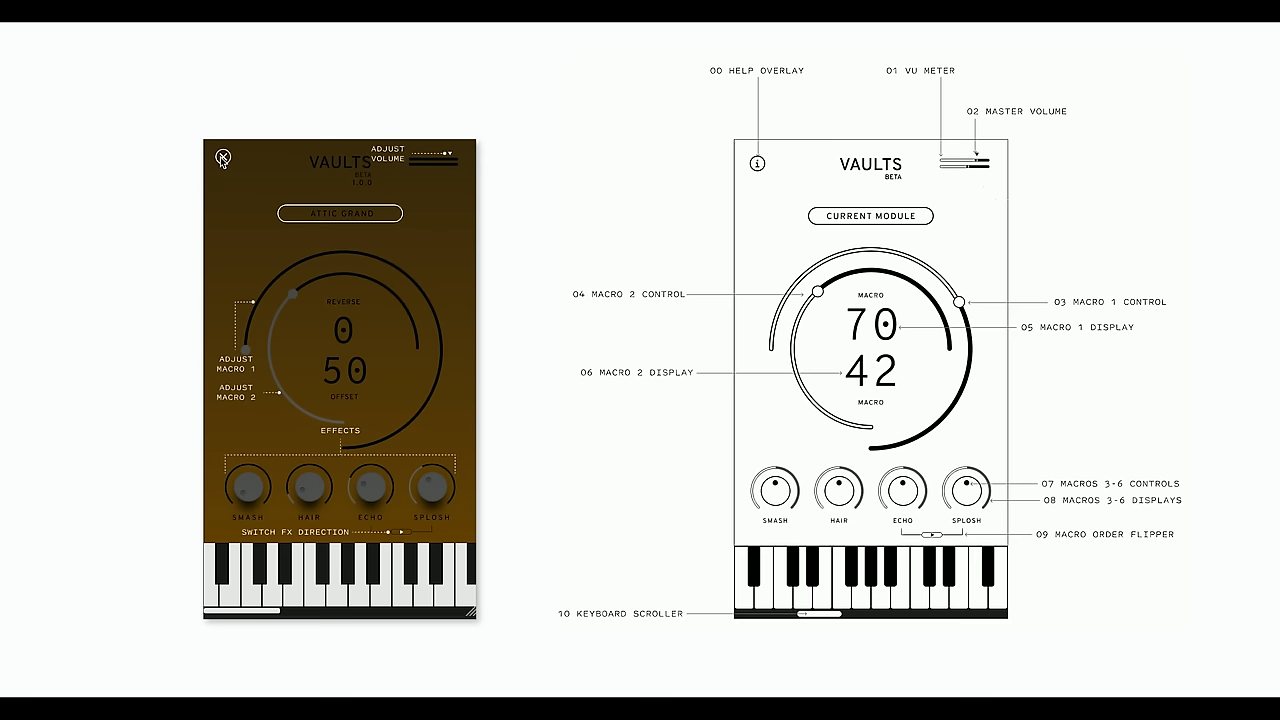 ADJUST
VOLUME
VAULTS
BETA
1.0.0
ATTIC GRAND
REVERSE
0
50
OFFSET
ADJUST
MACRO 1
ADJUST
MACRO 2
EFFECTS
SMASH HAIR ECHO SPLOSH
SWITCH FX DIRECTION
00 HELP OVERLAY
01 VU METER
02 MASTER VOLUME
i
VAULTS
BETA
CURRENT MODULE
04 MACRO 2 CONTROL
03 MACRO 1 CONTROL
MACRO
70
05 MACRO 1 DISPLAY
06 MACRO 2 DISPLAY
42
MACRO
07 MACROS 3-6 CONTROLS
08 MACROS 3-6 DISPLAYS
SMASH HAIR ECHO SPLOSH
09 MACRO ORDER FLIPPER
10 KEYBOARD SCROLLER